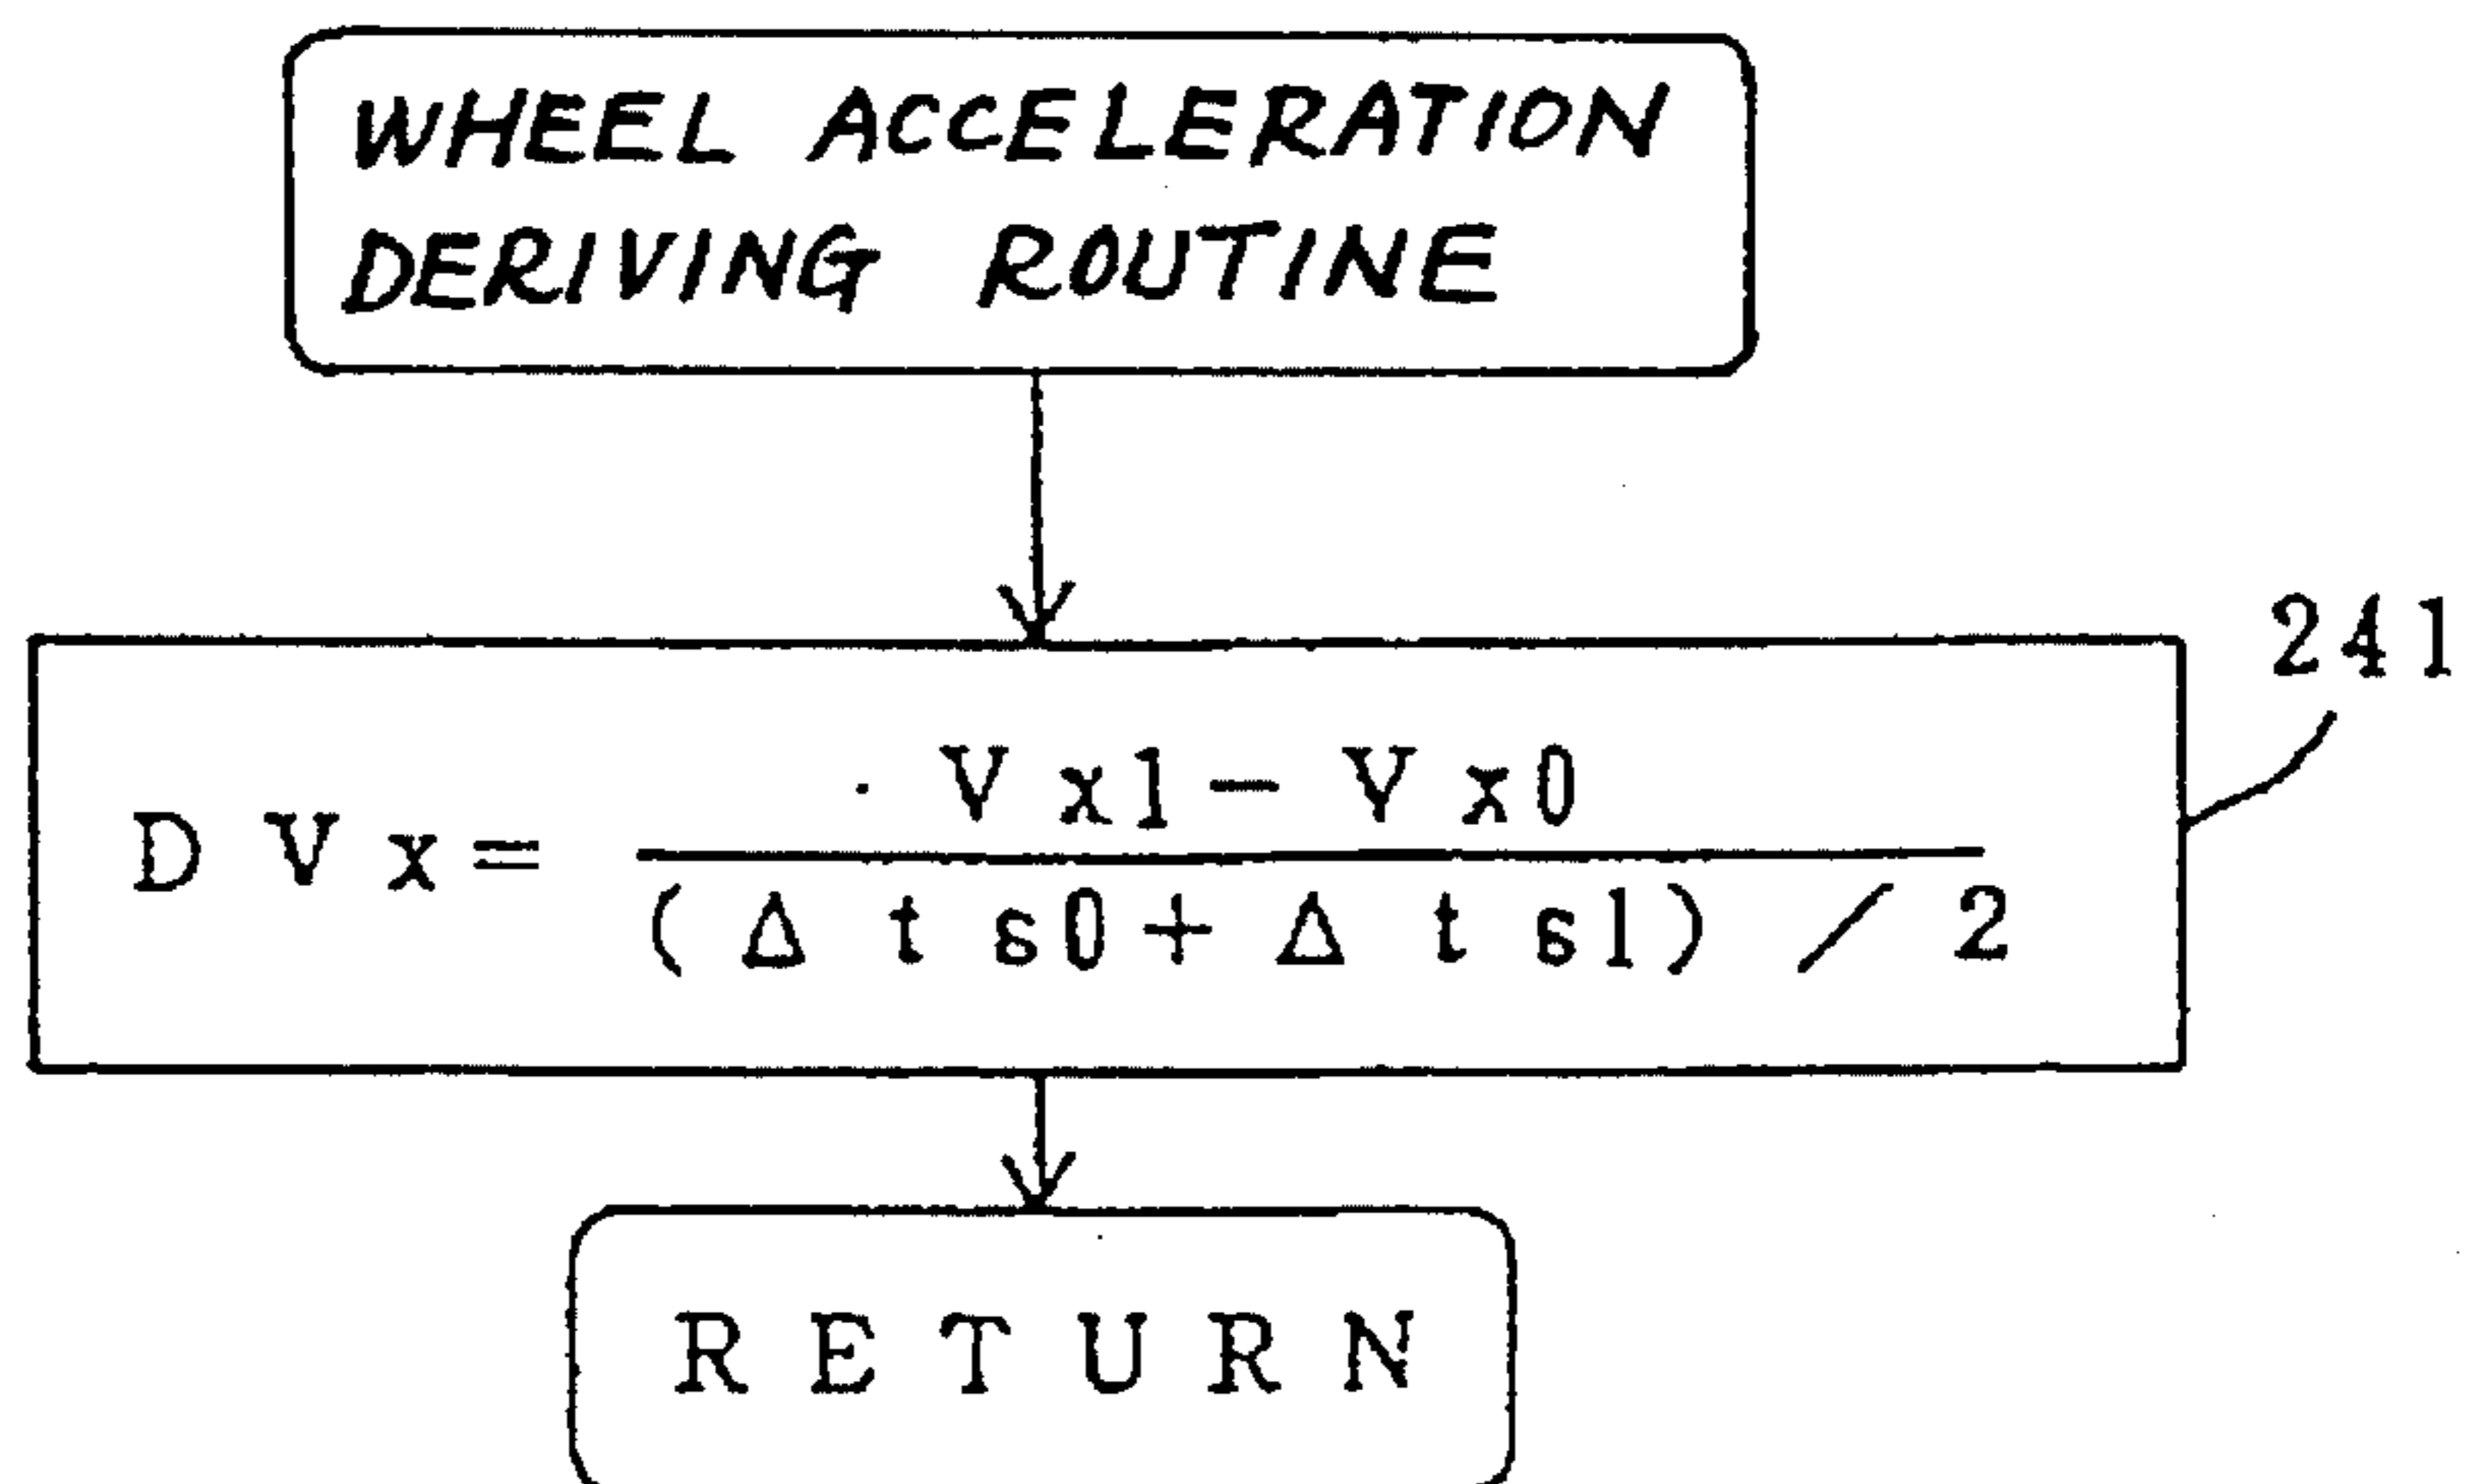 WHEEL ACCELERATION
DERIVING ROUTINE
241
DVx=
Vx1−Vx0
(Δts0+Δts1)/2
RETURN